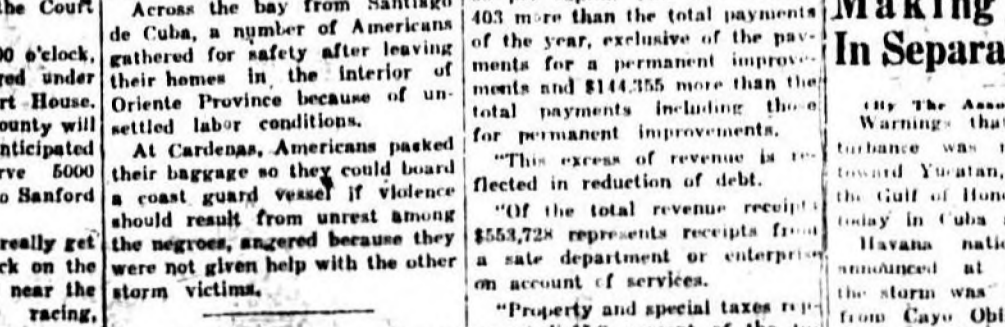 the Court
o'clock,
red under
rt House.
ounty will
nticipated
rve 5000
o Sanford
really get
ck on the
near the
racing,
Across the bay from Santiago
de Cuba, a number of Americans
gathered for safety after leaving
their homes in the interior of
Oriente Province because of un-
settled labor conditions.
At Cardenas, Americans packed
their baggage so they could board
a coast guard vessel if violence
should result from unrest among
the negroes, angered because they
were not given help with the other
storm victims.
403 more than the total payments
of the year, exclusive of the pay-
ments for a permanent improve-
ments and $144,355 more than the
total payments including those
for permanent improvements.
"This excess of revenue is re-
flected in reduction of debt.
"Of the total revenue receipts
$553,728 represents receipts from
a sate department or enterprise
on account of services.
"Property and special taxes rep-
Making
In Separa
(By The Asso
Warnings that
turbance was
toward Yucatan,
the Gulf of Hon
today in Cuba
Havana natio
announced at
the storm was
from Cayo Obi